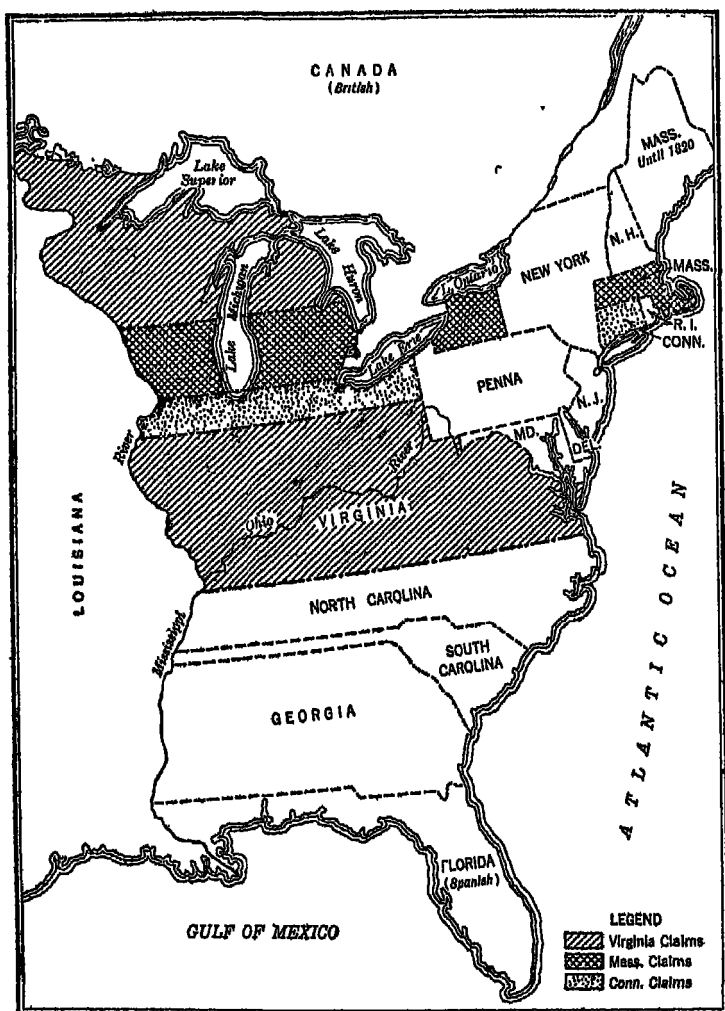 CANADA
(British)
MASS.
Until 1820
Lake
Superior
Lake Huron
Lake Michigan
L. Ontario
N.H.
NEW YORK
MASS.
R. I.
CONN.
Lake Erie
PENNA
N.J.
MD.
DE.
River
River
Ohio
VIRGINIA
LOUISIANA
NORTH CAROLINA
Mississippi
SOUTH
CAROLINA
GEORGIA
ATLANTIC OCEAN
FLORIDA
(Spanish)
GULF OF MEXICO
LEGEND
Virginia Claims
Mass. Claims
Conn. Claims